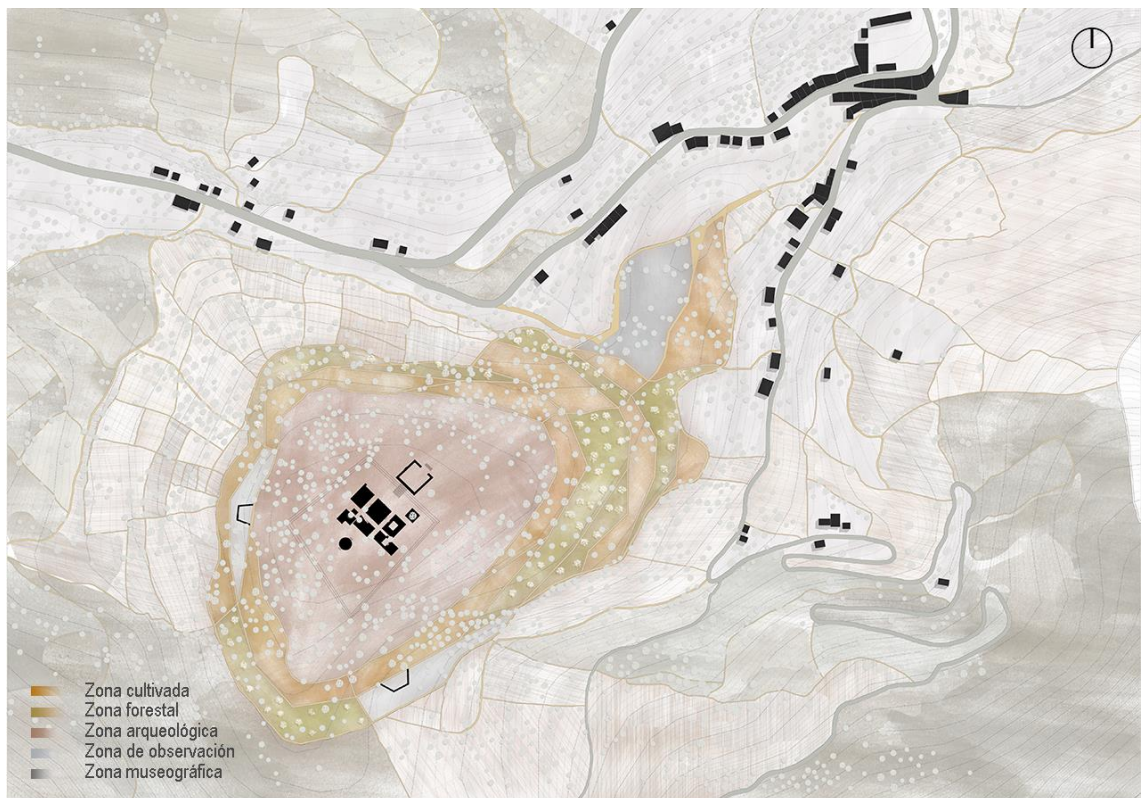 Zona cultivada
Zona forestal
Zona arqueológica
Zona de observación
Zona museográfica